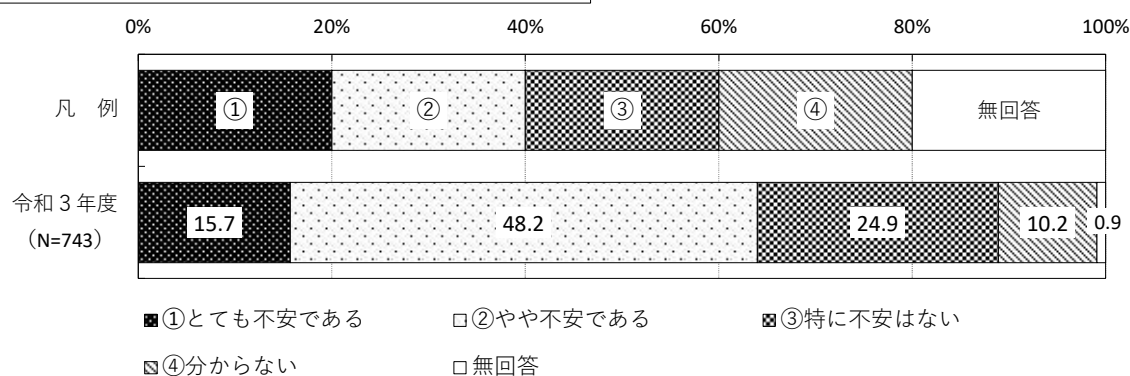 0% 20% 40% 60% 80% 100%
凡 例 ① ② ③ ④ 無回答
令和3年度
（N=743） 15.7 48.2 24.9 10.2 0.9
①とても不安である ②やや不安である ③特に不安はない
④分からない 無回答